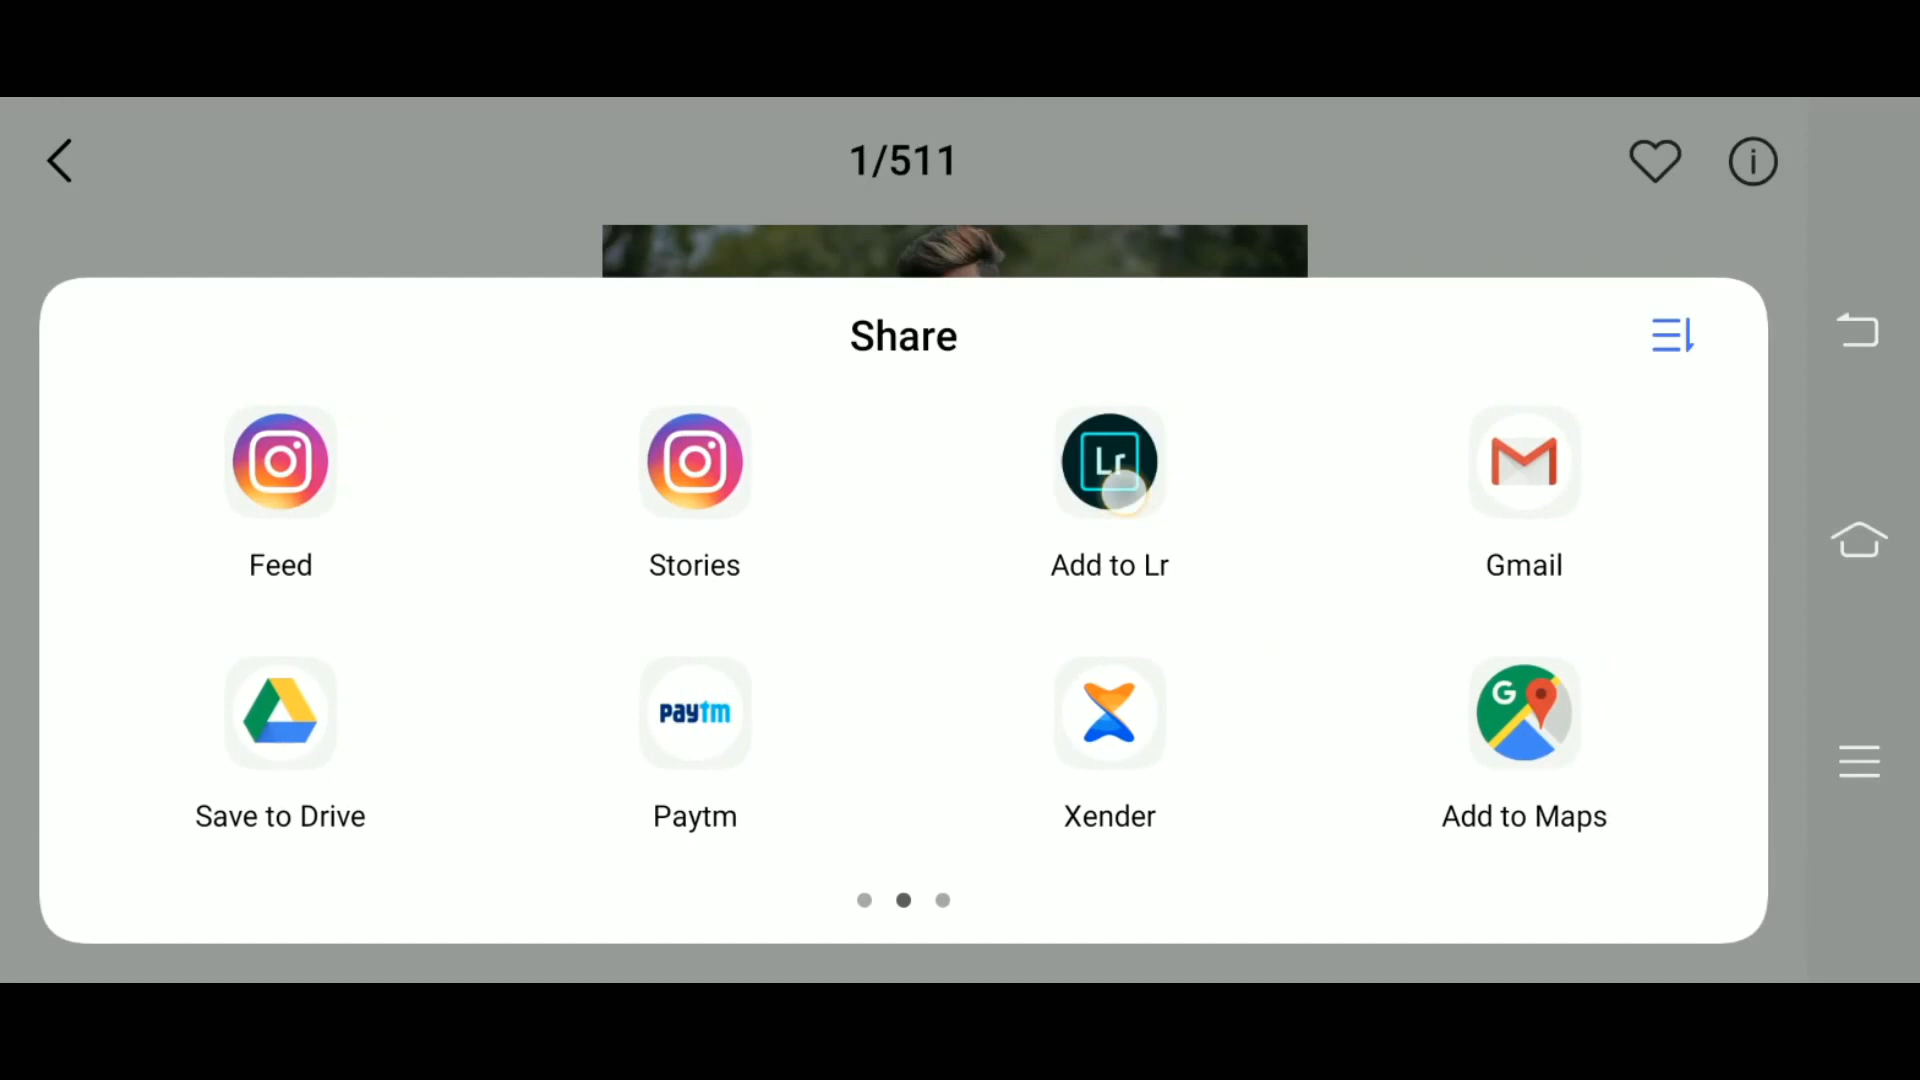 1/511
Share
Lr
Feed
Stories
Add to Lr
Gmail
paytm
G
Save to Drive
Paytm
Xender
Add to Maps